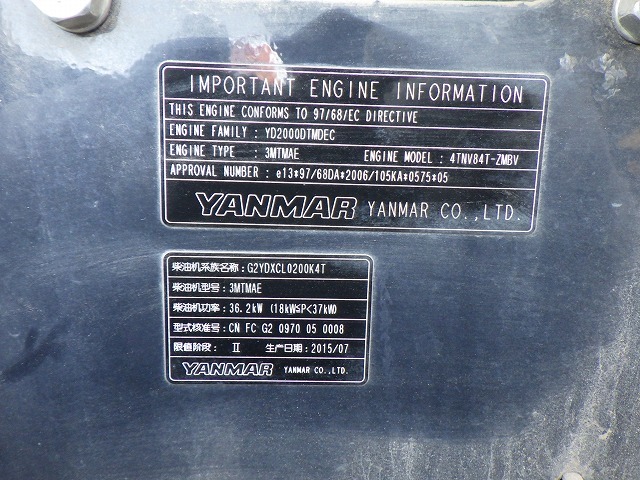 IMPORTANT ENGINE INFORMATION
THIS ENGINE CONFORMS TO 97/68/EC DIRECTIVE
ENGINE FAMILY : YD2000DTMDEC
ENGINE TYPE : 3MTMAE ENGINE MODEL : 4TNV84T-ZMBV
APPROVAL NUMBER : e13*97/68DA*2006/105KA*0575*05
YANMAR YANMAR CO.,LTD.
柴油机系族名称：G2YDXCL0200K4T
柴油机型号：3MTMAE
柴油机功率：36.2kW (18kW≤P<37kW)
型式核准号：CN FC G2 0970 05 0008
限值阶段： Ⅱ 生产日期：2015/07
YANMAR YANMAR CO.,LTD.